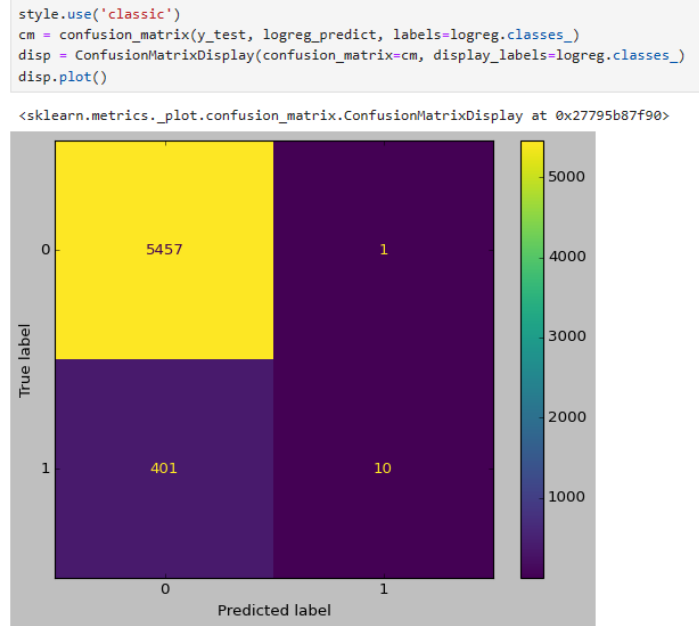 style.use('classic')
cm = confusion_matrix(y_test, logreg_predict, labels=logreg.classes_)
disp = ConfusionMatrixDisplay(confusion_matrix=cm, display_labels=logreg.classes_)
disp.plot()
<sklearn.metrics._plot.confusion_matrix.ConfusionMatrixDisplay at 0x27795b87f90>
5000
0
5457
1
4000
3000
True label
2000
1
401
10
1000
0
1
Predicted label